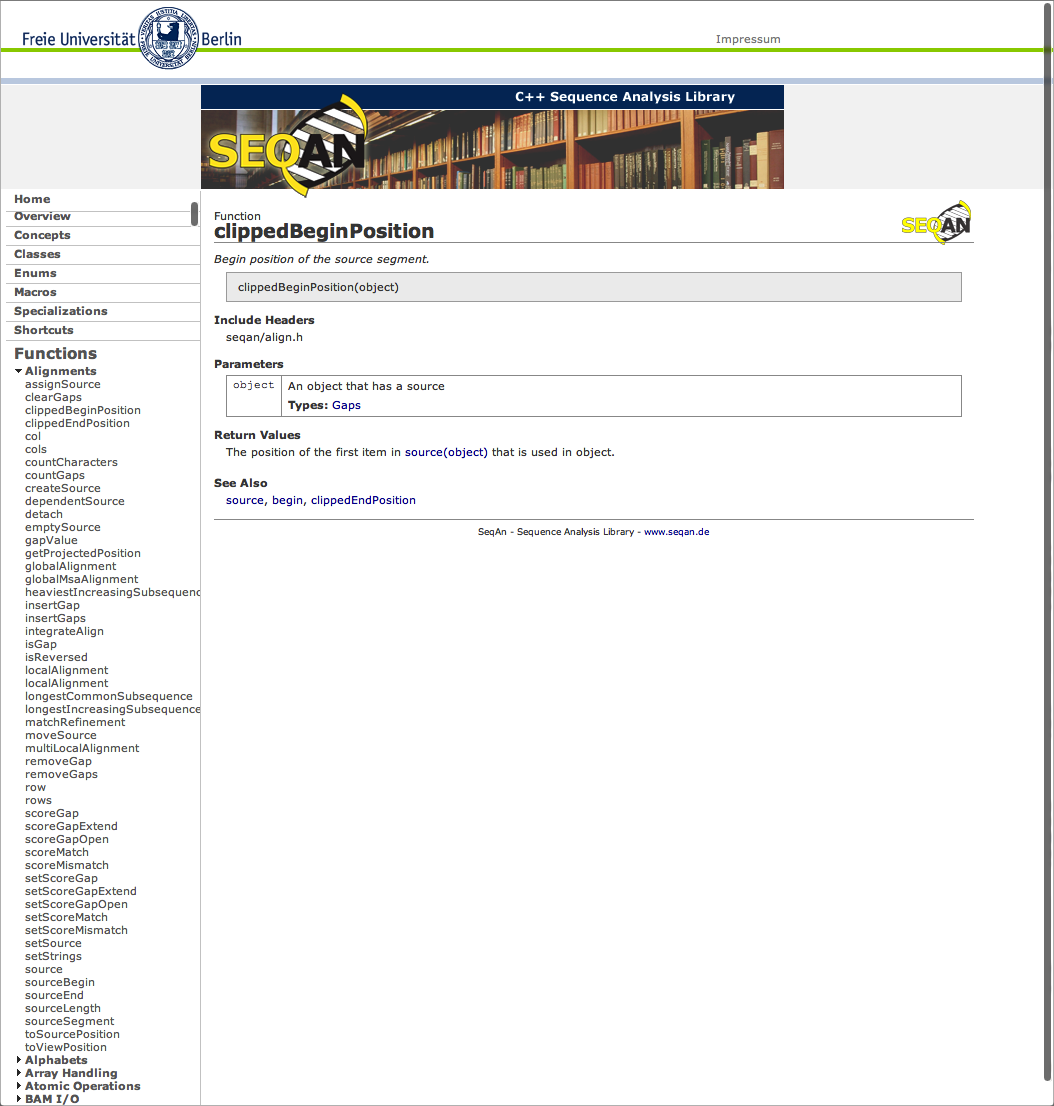 Freie Universität Berlin
Impressum
C++ Sequence Analysis Library
SEQAN
Home
Overview
Concepts
Classes
Enums
Macros
Specializations
Shortcuts
Functions
Alignments
assignSource
clearGaps
clippedBeginPosition
clippedEndPosition
col
cols
countCharacters
countGaps
createSource
dependentSource
detach
emptySource
gapValue
getProjectedPosition
globalAlignment
globalMsaAlignment
heaviestIncreasingSubsequenc
insertGap
insertGaps
integrateAlign
isGap
isReversed
localAlignment
localAlignment
longestCommonSubsequence
longestIncreasingSubsequence
matchRefinement
moveSource
multiLocalAlignment
removeGap
removeGaps
row
rows
scoreGap
scoreGapExtend
scoreGapOpen
scoreMatch
scoreMismatch
setScoreGap
setScoreGapExtend
setScoreGapOpen
setScoreMatch
setScoreMismatch
setSource
setStrings
source
sourceBegin
sourceEnd
sourceLength
sourceSegment
toSourcePosition
toViewPosition
Alphabets
Array Handling
Atomic Operations
BAM I/O
Function
clippedBeginPosition
SEQAN
Begin position of the source segment.
clippedBeginPosition(object)
Include Headers
seqan/align.h
Parameters
object An object that has a source
Types: Gaps
Return Values
The position of the first item in source(object) that is used in object.
See Also
source, begin, clippedEndPosition
SeqAn - Sequence Analysis Library - www.seqan.de